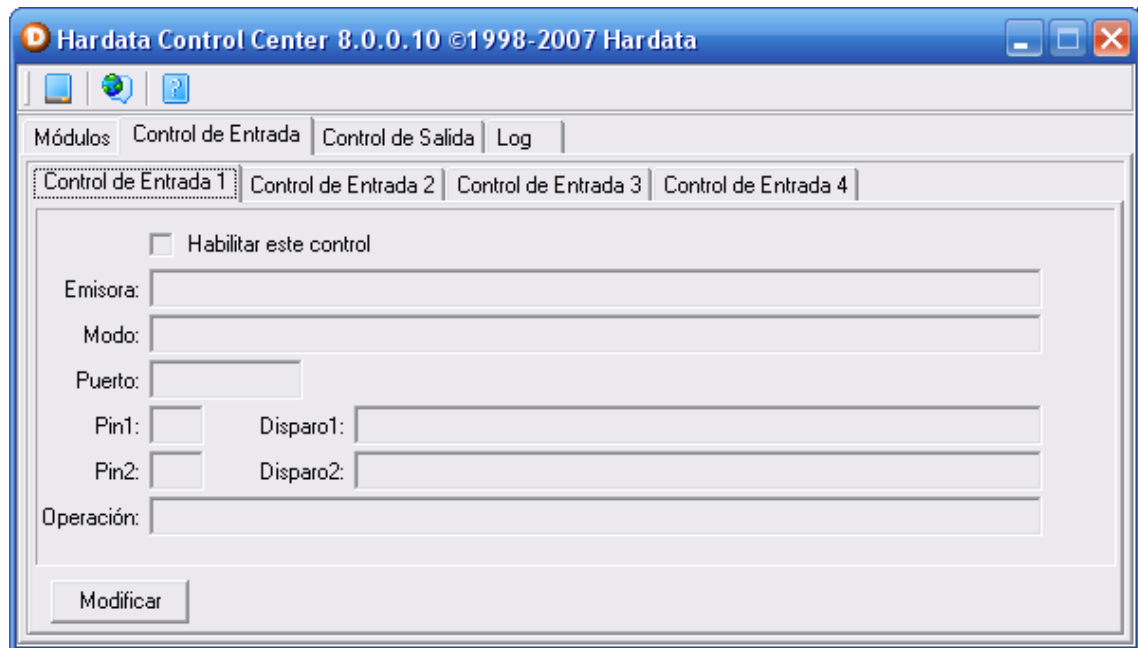 Hardata Control Center 8.0.0.10 ©1998-2007 Hardata
Módulos Control de Entrada Control de Salida Log
Control de Entrada 1 Control de Entrada 2 Control de Entrada 3 Control de Entrada 4
Habilitar este control
Emisora:
Modo:
Puerto:
Pin1: Disparo1:
Pin2: Disparo2:
Operación:
Modificar